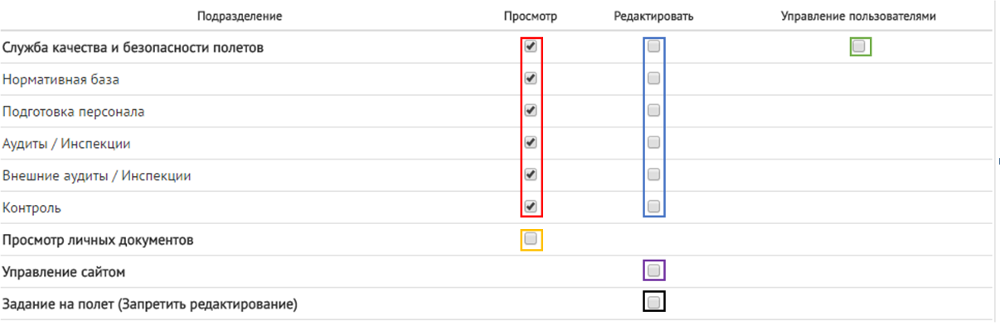 Подразделение Просмотр Редактировать Управление пользователями
Служба качества и безопасности полетов
Нормативная база
Подготовка персонала
Аудиты / Инспекции
Внешние аудиты / Инспекции
Контроль
Просмотр личных документов
Управление сайтом
Задание на полет (Запретить редактирование)